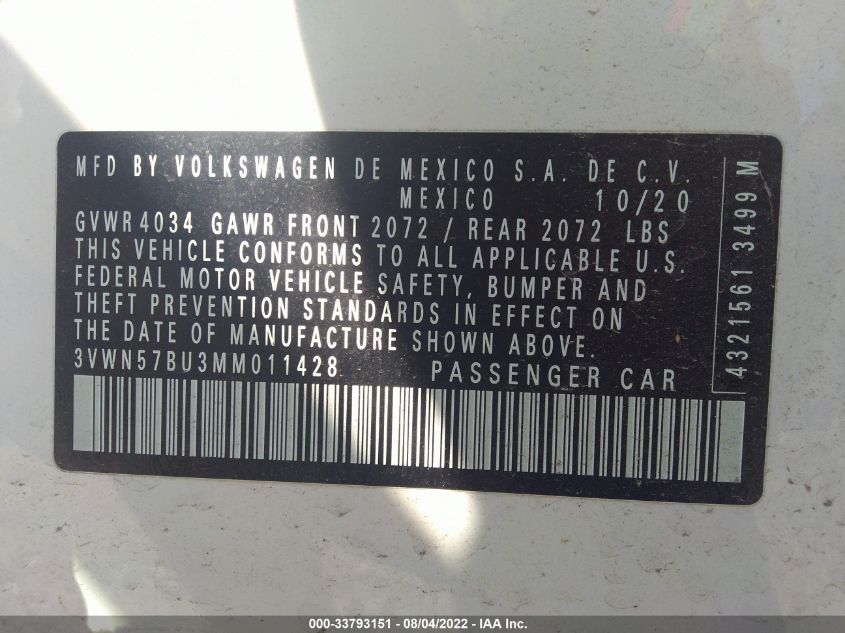 MFD BY VOLKSWAGEN DE MEXICO S.A. DE C.V.
MEXICO 10/20
GVWR 4034 GAWR FRONT 2072 / REAR 2072 LBS
THIS VEHICLE CONFORMS TO ALL APPLICABLE U.S.
FEDERAL MOTOR VEHICLE SAFETY, BUMPER AND
THEFT PREVENTION STANDARDS IN EFFECT ON
THE DATE OF MANUFACTURE SHOWN ABOVE.
3VWN57BU3MM011428 PASSENGER CAR
4321561 3499 M
000-33793151 - 08/04/2022 - IAA Inc.